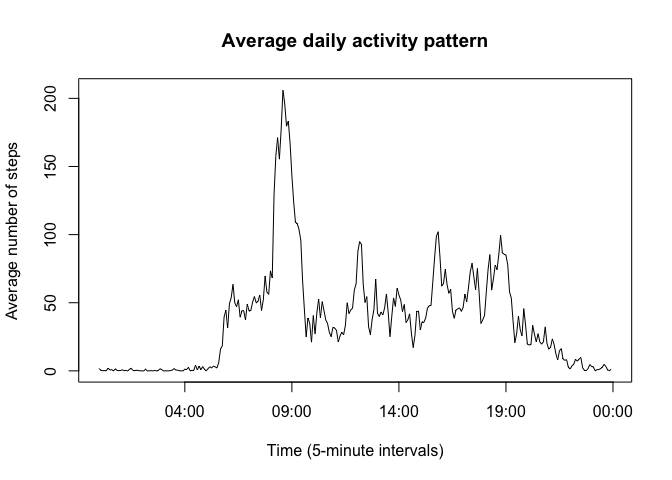 Average daily activity pattern
Average number of steps
200
150
100
50
0
04:00 09:00 14:00 19:00 00:00
Time (5-minute intervals)